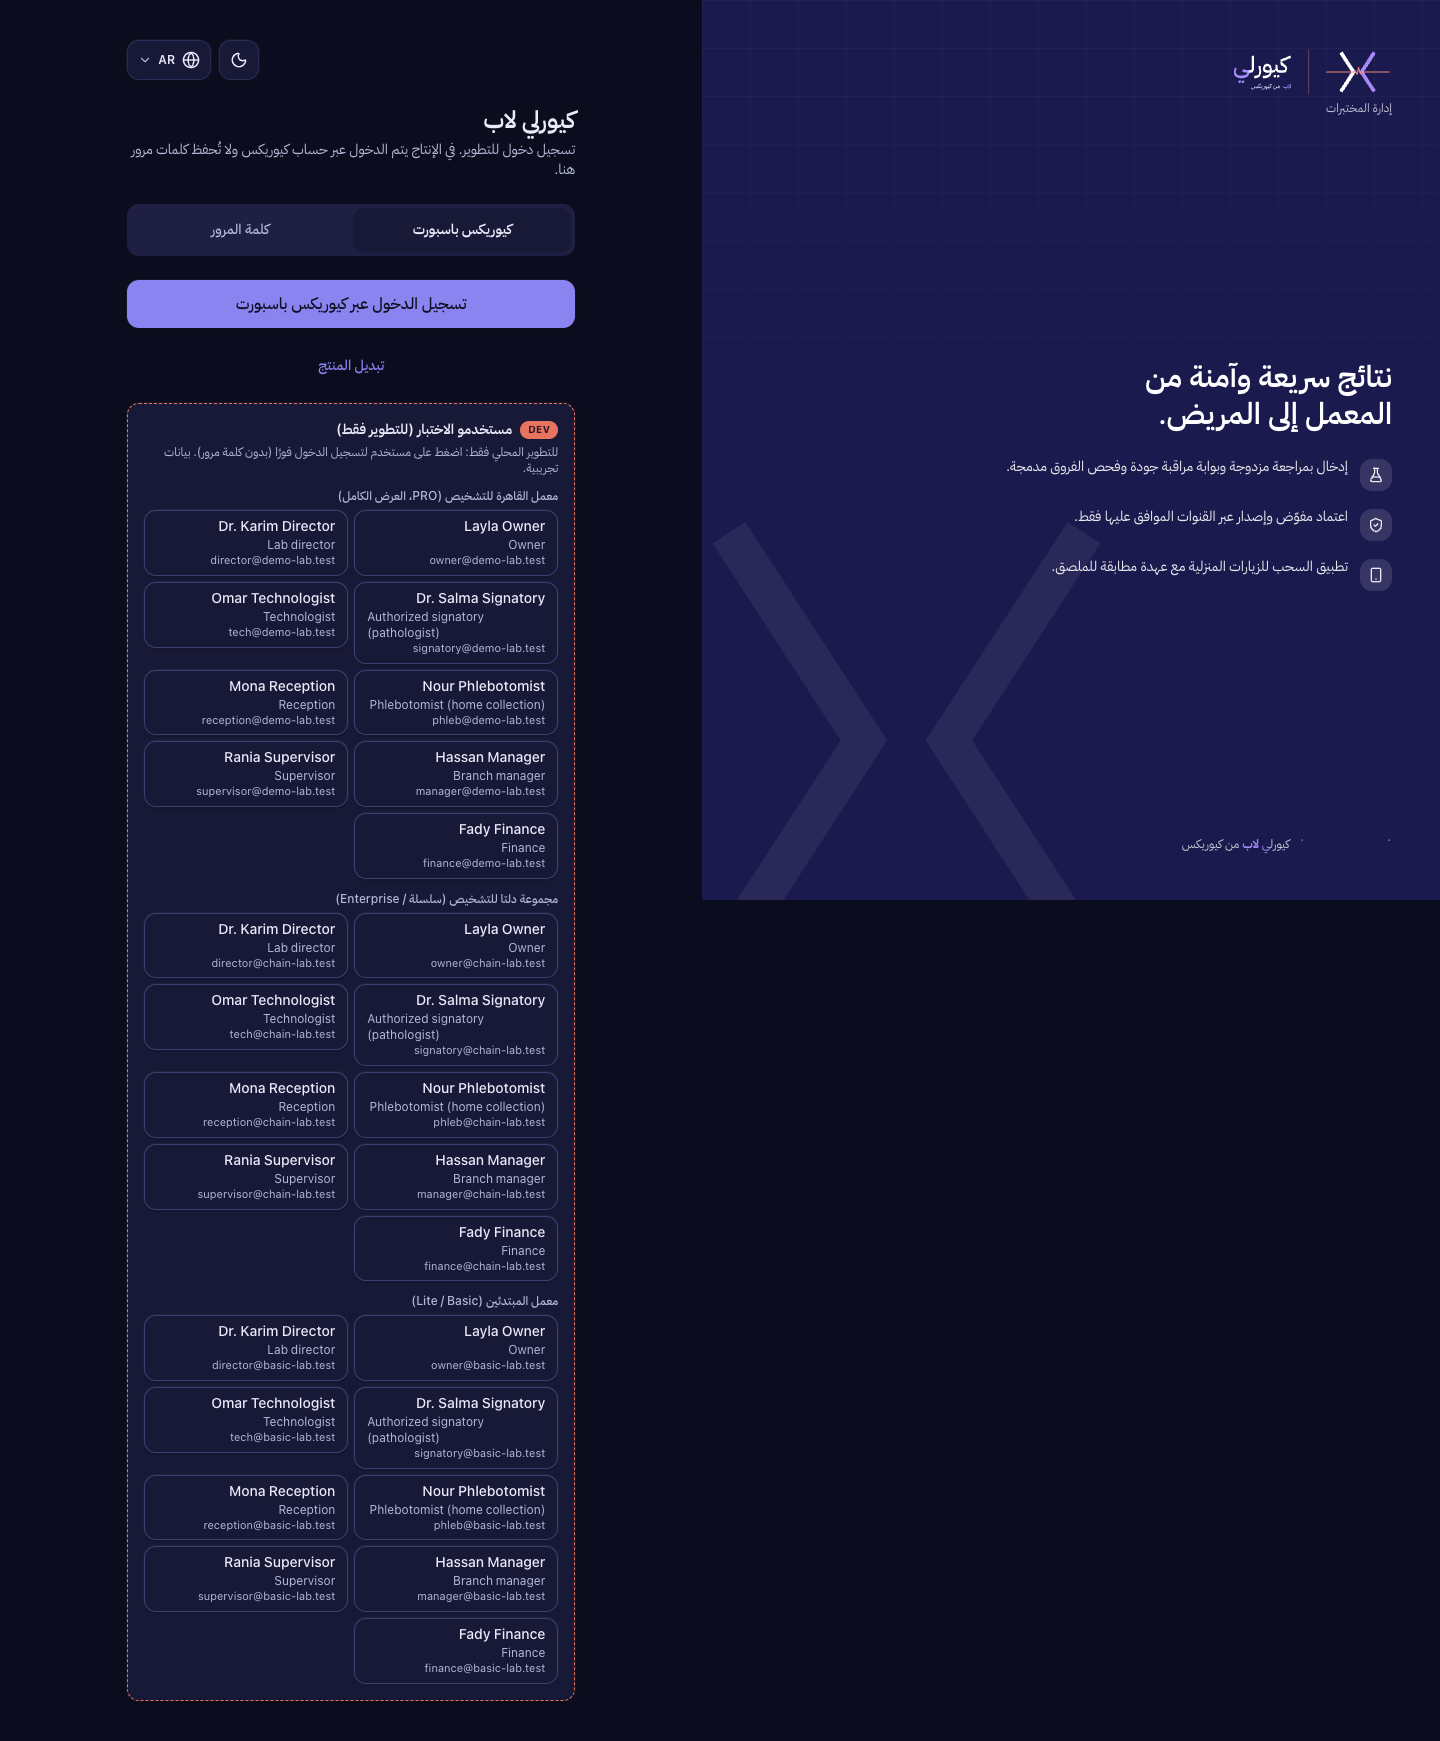 كيورلي
لاب من كيوريكس
إدارة المختبرات
نتائج سريعة وآمنة من
المعمل إلى المريض.
إدخال بمراجعة مزدوجة وبوابة مراقبة جودة وفحص الفروق مدمجة.
اعتماد مفوّض وإصدار عبر القنوات الموافق عليها فقط.
تطبيق السحب للزيارات المنزلية مع عهدة مطابقة للملصق.
كيورلي لاب من كيوريكس
AR
كيورلي لاب
تسجيل دخول للتطوير. في الإنتاج يتم الدخول عبر حساب كيوريكس ولا تُحفظ كلمات مرور
هنا.
كيوريكس باسبورت
كلمة المرور
تسجيل الدخول عبر كيوريكس باسبورت
تبديل المنتج
DEV مستخدمو الاختبار (للتطوير فقط)
للتطوير المحلي فقط: اضغط على مستخدم لتسجيل الدخول فورًا (بدون كلمة مرور). بيانات
تجريبية.
معمل القاهرة للتشخيص (PRO، العرض الكامل)
Layla Owner
Owner
owner@demo-lab.test
Dr. Karim Director
Lab director
director@demo-lab.test
Dr. Salma Signatory
Authorized signatory
(pathologist)
signatory@demo-lab.test
Omar Technologist
Technologist
tech@demo-lab.test
Nour Phlebotomist
Phlebotomist (home collection)
phleb@demo-lab.test
Mona Reception
Reception
reception@demo-lab.test
Hassan Manager
Branch manager
manager@demo-lab.test
Rania Supervisor
Supervisor
supervisor@demo-lab.test
Fady Finance
Finance
finance@demo-lab.test
مجموعة دلتا للتشخيص (سلسلة / Enterprise)
Layla Owner
Owner
owner@chain-lab.test
Dr. Karim Director
Lab director
director@chain-lab.test
Dr. Salma Signatory
Authorized signatory
(pathologist)
signatory@chain-lab.test
Omar Technologist
Technologist
tech@chain-lab.test
Nour Phlebotomist
Phlebotomist (home collection)
phleb@chain-lab.test
Mona Reception
Reception
reception@chain-lab.test
Hassan Manager
Branch manager
manager@chain-lab.test
Rania Supervisor
Supervisor
supervisor@chain-lab.test
Fady Finance
Finance
finance@chain-lab.test
معمل المبتدئين (Lite / Basic)
Layla Owner
Owner
owner@basic-lab.test
Dr. Karim Director
Lab director
director@basic-lab.test
Dr. Salma Signatory
Authorized signatory
(pathologist)
signatory@basic-lab.test
Omar Technologist
Technologist
tech@basic-lab.test
Nour Phlebotomist
Phlebotomist (home collection)
phleb@basic-lab.test
Mona Reception
Reception
reception@basic-lab.test
Hassan Manager
Branch manager
manager@basic-lab.test
Rania Supervisor
Supervisor
supervisor@basic-lab.test
Fady Finance
Finance
finance@basic-lab.test